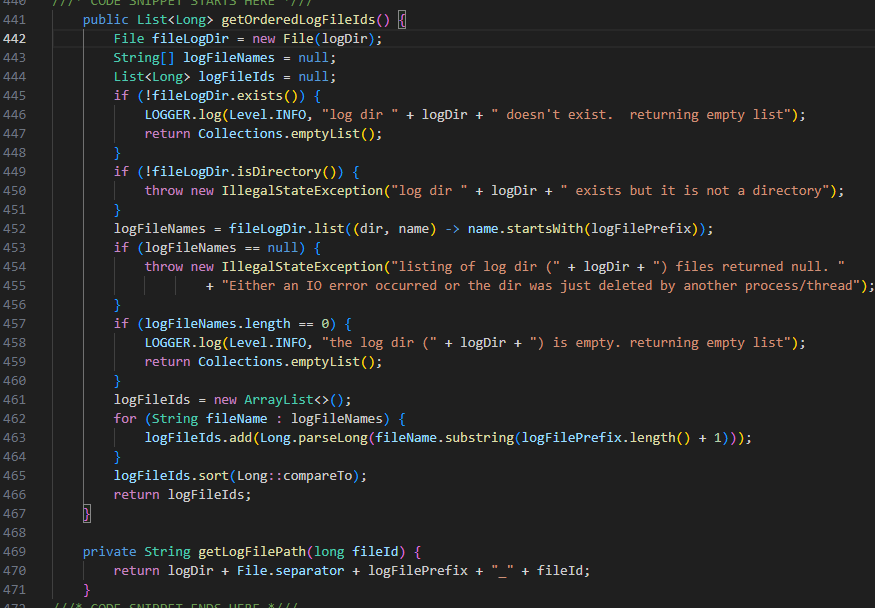 440 ///* CODE SNIPPET STARTS HERE *///
441 public List<Long> getOrderedLogFileIds() {
442 File fileLogDir = new File(logDir);
443 String[] logFileNames = null;
444 List<Long> logFileIds = null;
445 if (!fileLogDir.exists()) {
446 LOGGER.log(Level.INFO, "log dir " + logDir + " doesn't exist.  returning empty list");
447 return Collections.emptyList();
448 }
449 if (!fileLogDir.isDirectory()) {
450 throw new IllegalStateException("log dir " + logDir + " exists but it is not a directory");
451 }
452 logFileNames = fileLogDir.list((dir, name) -> name.startsWith(logFilePrefix));
453 if (logFileNames == null) {
454 throw new IllegalStateException("listing of log dir (" + logDir + ") files returned null. "
455 + "Either an IO error occurred or the dir was just deleted by another process/thread");
456 }
457 if (logFileNames.length == 0) {
458 LOGGER.log(Level.INFO, "the log dir (" + logDir + ") is empty. returning empty list");
459 return Collections.emptyList();
460 }
461 logFileIds = new ArrayList<>();
462 for (String fileName : logFileNames) {
463 logFileIds.add(Long.parseLong(fileName.substring(logFilePrefix.length() + 1)));
464 }
465 logFileIds.sort(Long::compareTo);
466 return logFileIds;
467 }
468
469 private String getLogFilePath(long fileId) {
470 return logDir + File.separator + logFilePrefix + "_" + fileId;
471 }
472 ///* CODE SNIPPET ENDS HERE *///